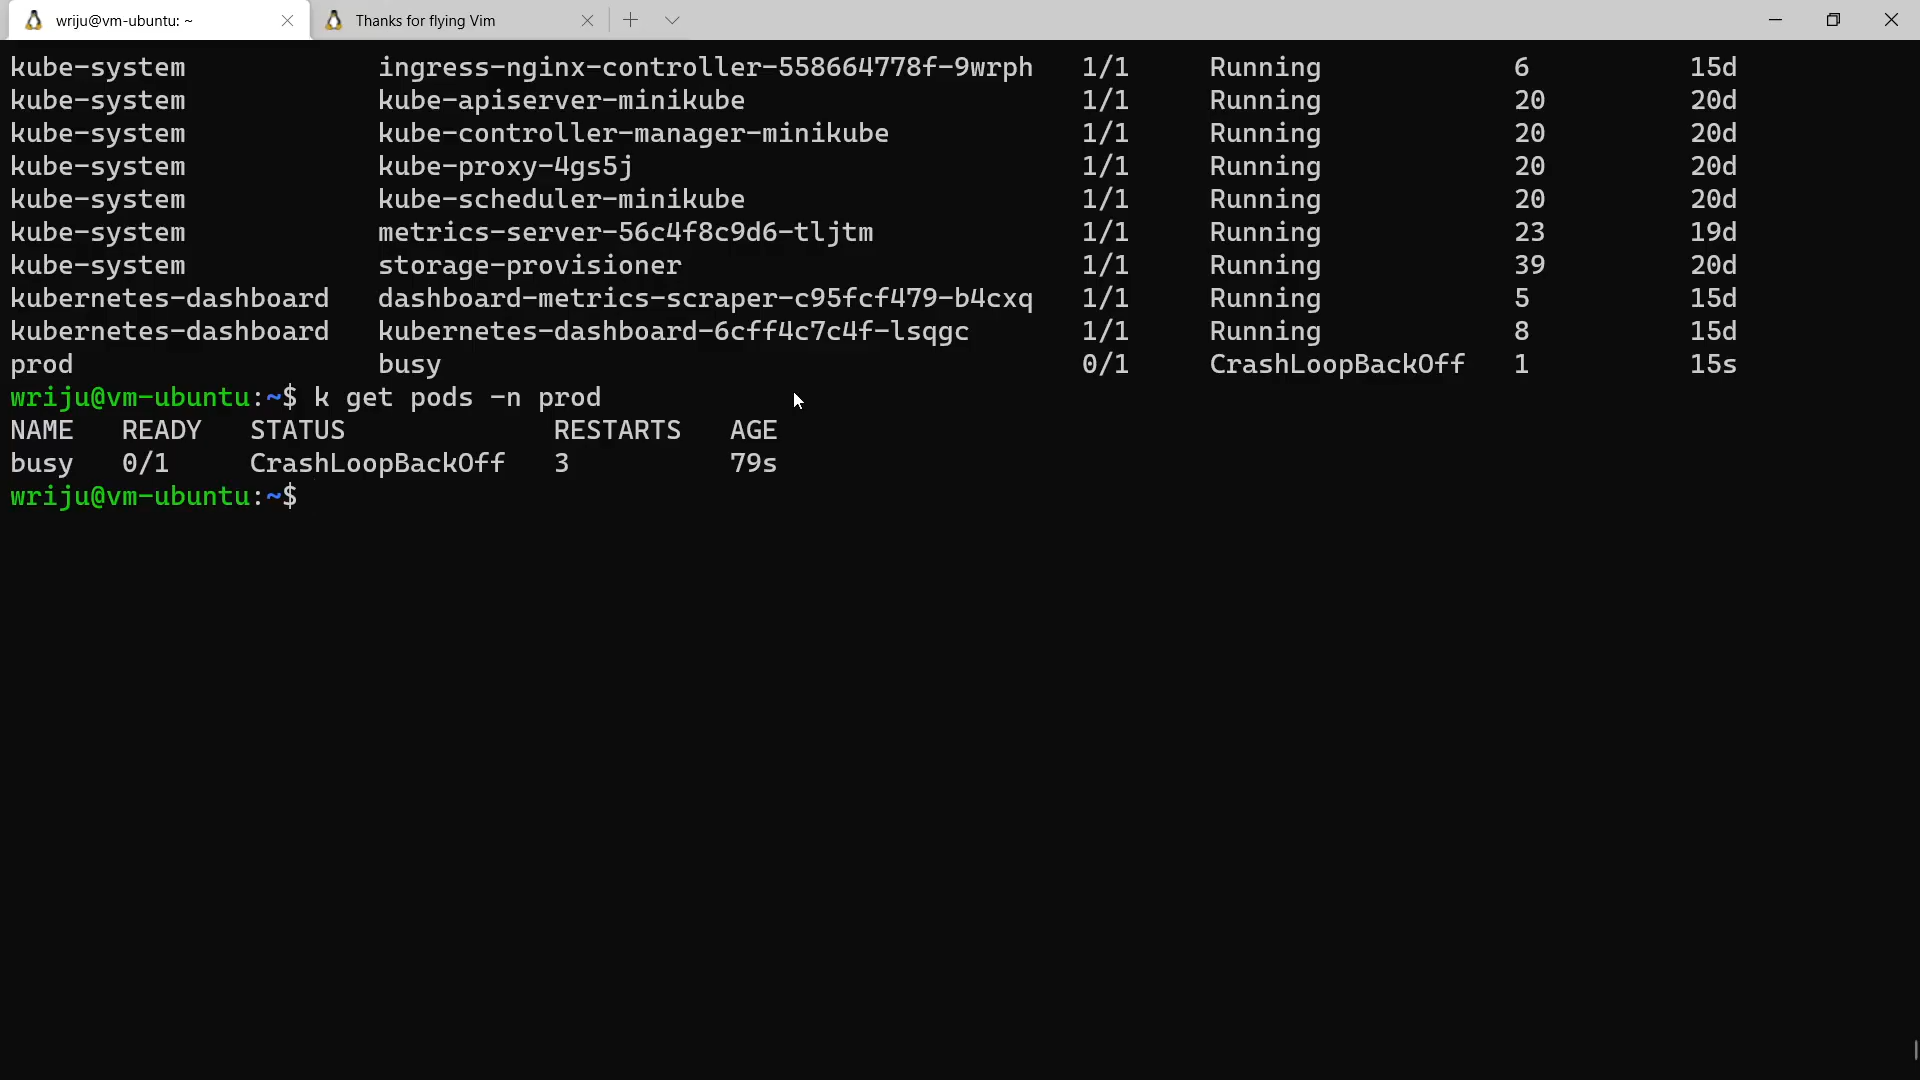 wriju@vm-ubuntu: ~ Thanks for flying Vim
kube-system ingress-nginx-controller-558664778f-9wrph 1/1 Running 6 15d
kube-system kube-apiserver-minikube 1/1 Running 20 20d
kube-system kube-controller-manager-minikube 1/1 Running 20 20d
kube-system kube-proxy-4gs5j 1/1 Running 20 20d
kube-system kube-scheduler-minikube 1/1 Running 20 20d
kube-system metrics-server-56c4f8c9d6-tljtm 1/1 Running 23 19d
kube-system storage-provisioner 1/1 Running 39 20d
kubernetes-dashboard dashboard-metrics-scraper-c95fcf479-b4cxq 1/1 Running 5 15d
kubernetes-dashboard kubernetes-dashboard-6cff4c7c4f-lsqgc 1/1 Running 8 15d
prod busy 0/1 CrashLoopBackOff 1 15s
wriju@vm-ubuntu:~$ k get pods -n prod
NAME READY STATUS RESTARTS AGE
busy 0/1 CrashLoopBackOff 3 79s
wriju@vm-ubuntu:~$